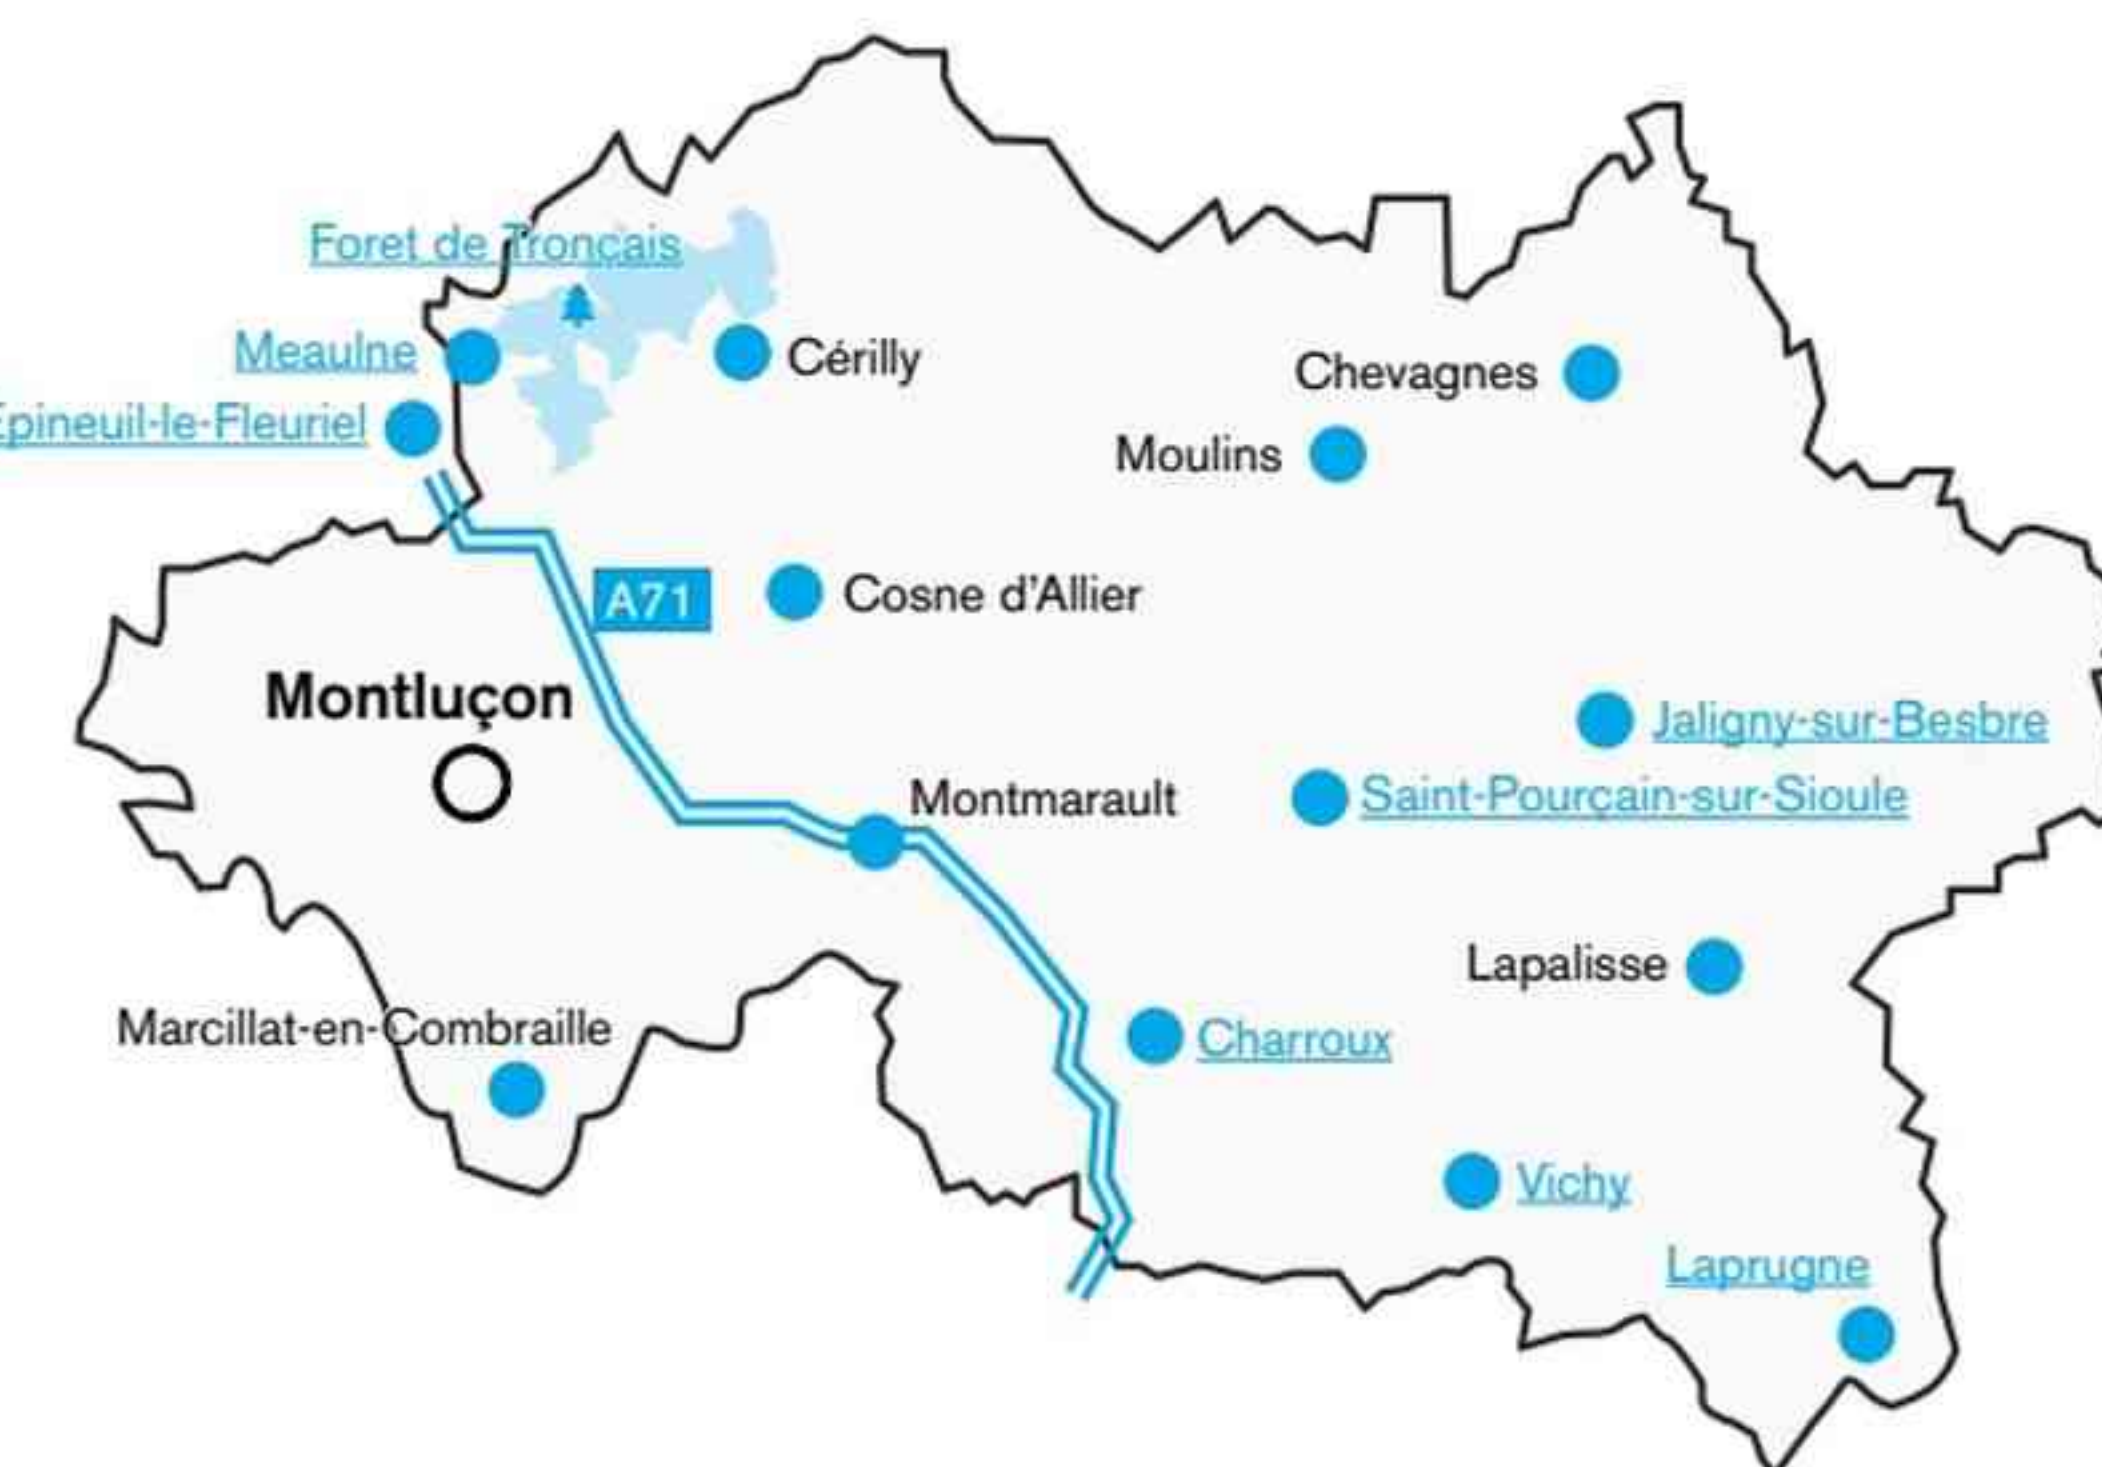 Foret de Tronçais
Meaulne
Cérilly
Chevagnes
Epineuil-le-Fleuriel
Moulins
A71
Cosne d'Allier
Montluçon
Jaligny-sur-Besbre
Montmarault
Saint-Pourçain-sur-Sioule
Lapalisse
Marcillat-en-Combraille
Charroux
Vichy
Laprugne